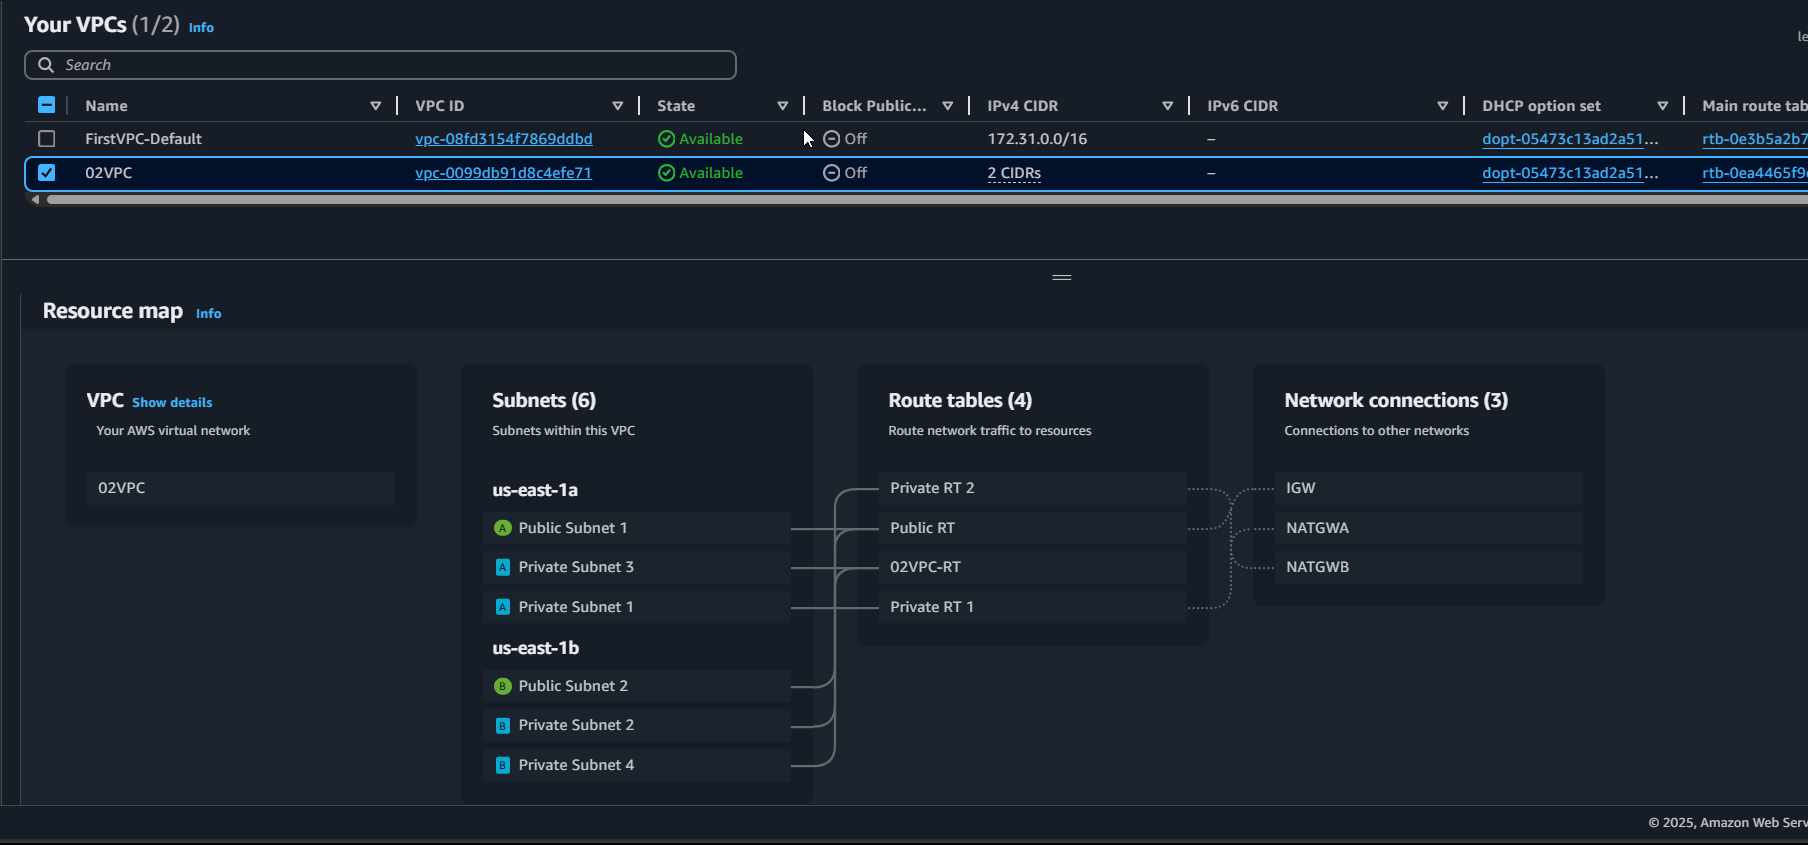 Your VPCs (1/2) Info
Search
Name VPC ID State Block Public... IPv4 CIDR IPv6 CIDR DHCP option set Main route tab
FirstVPC-Default vpc-08fd3154f7869ddbd Available Off 172.31.0.0/16 – dopt-05473c13ad2a51... rtb-0e3b5a2b7
02VPC vpc-0099db91d8c4efe71 Available Off 2 CIDRs – dopt-05473c13ad2a51... rtb-0ea4465f9
Resource map Info
VPC Show details
Your AWS virtual network
02VPC
Subnets (6)
Subnets within this VPC
us-east-1a
A Public Subnet 1
A Private Subnet 3
A Private Subnet 1
us-east-1b
B Public Subnet 2
B Private Subnet 2
B Private Subnet 4
Route tables (4)
Route network traffic to resources
Private RT 2
Public RT
02VPC-RT
Private RT 1
Network connections (3)
Connections to other networks
IGW
NATGWA
NATGWB
© 2025, Amazon Web Serv